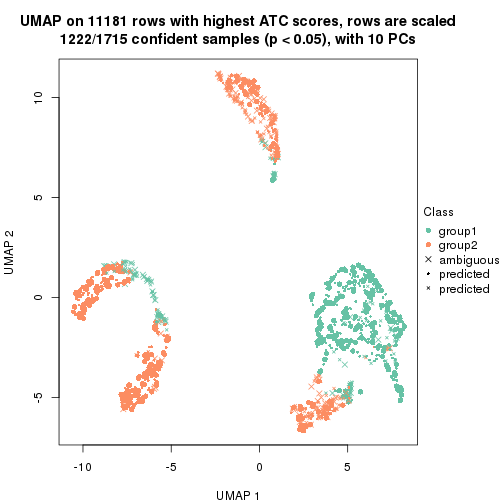 UMAP on 11181 rows with highest ATC scores, rows are scaled
1222/1715 confident samples (p < 0.05), with 10 PCs
10
5
0
-5
UMAP 2
-10
-5
0
5
UMAP 1
Class
group1
group2
ambiguous
predicted
predicted